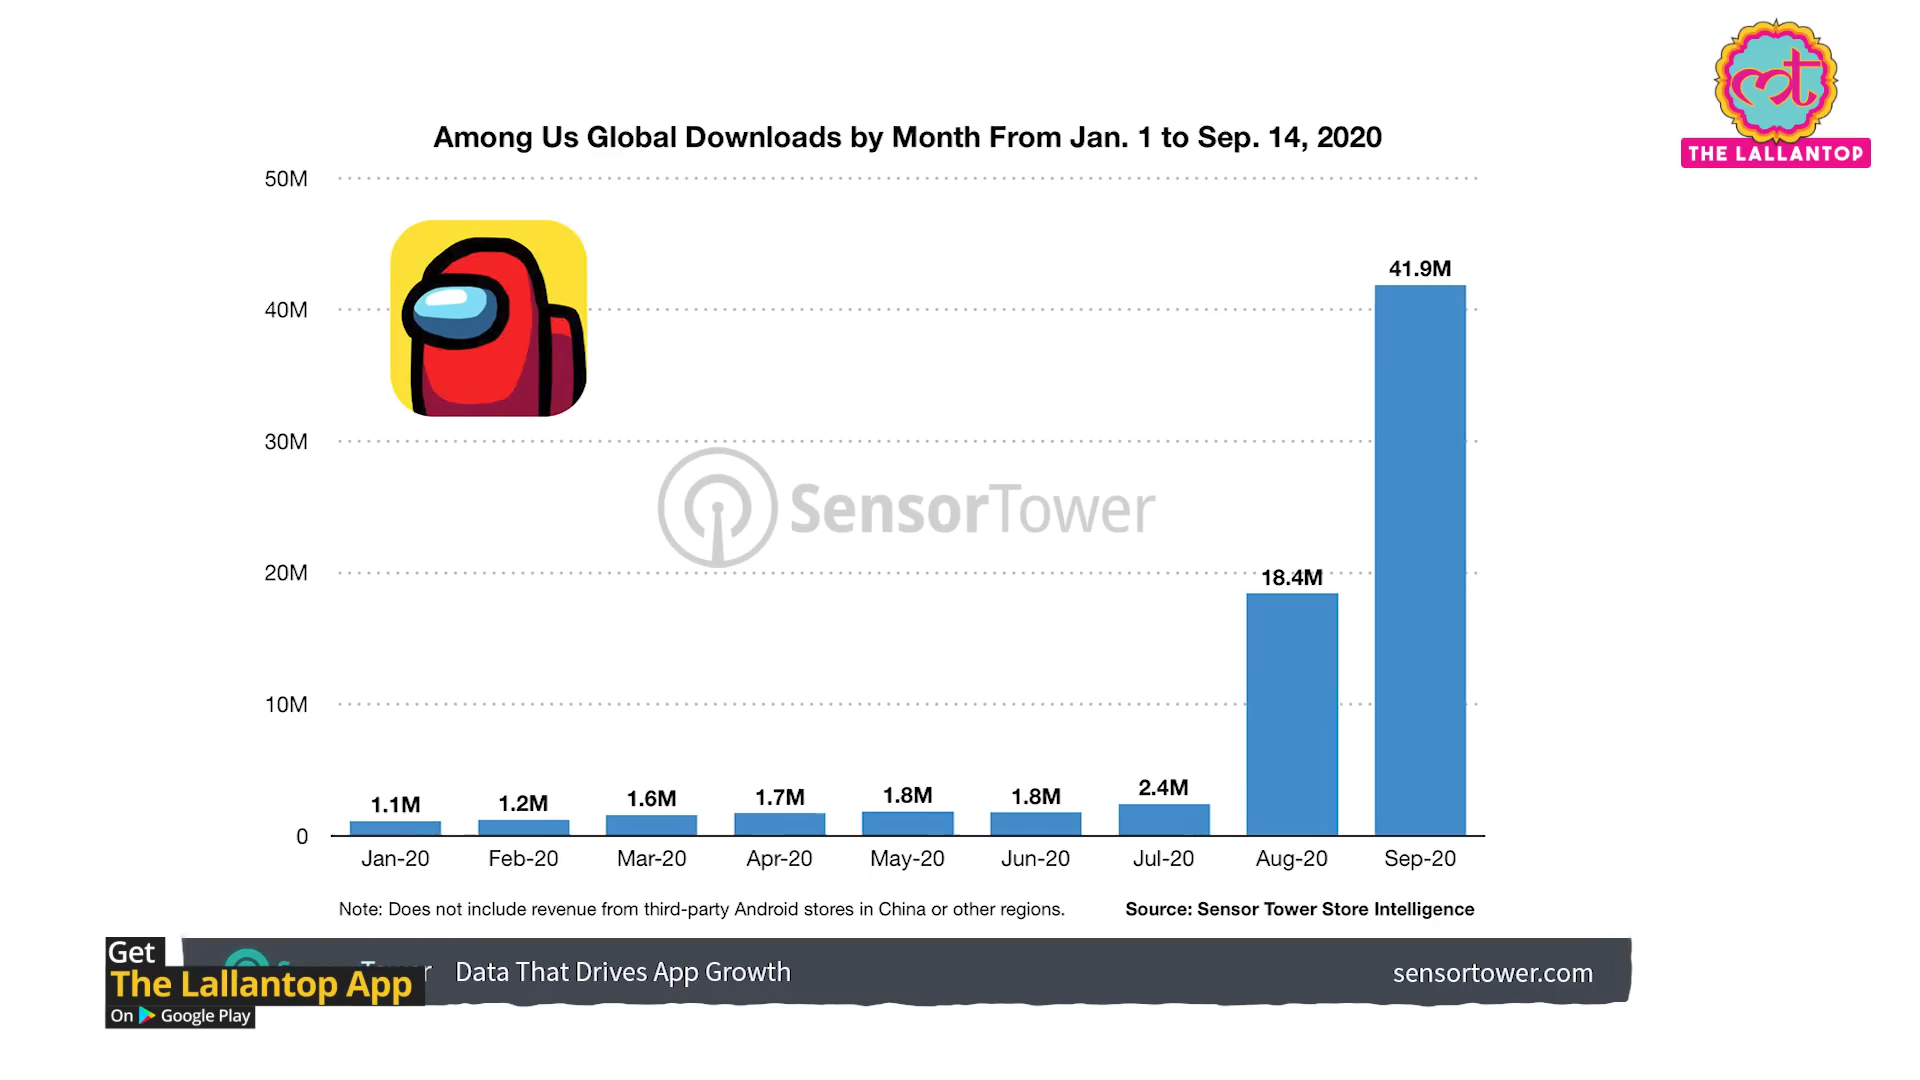 मत
THE LALLANTOP
Among Us Global Downloads by Month From Jan. 1 to Sep. 14, 2020
50M
40M
30M
20M
10M
0
SensorTower
1.1M
1.2M
1.6M
1.7M
1.8M
1.8M
2.4M
18.4M
41.9M
Jan-20
Feb-20
Mar-20
Apr-20
May-20
Jun-20
Jul-20
Aug-20
Sep-20
Note: Does not include revenue from third-party Android stores in China or other regions.
Source: Sensor Tower Store Intelligence
Data That Drives App Growth
sensortower.com
Get
The Lallantop App
On Google Play